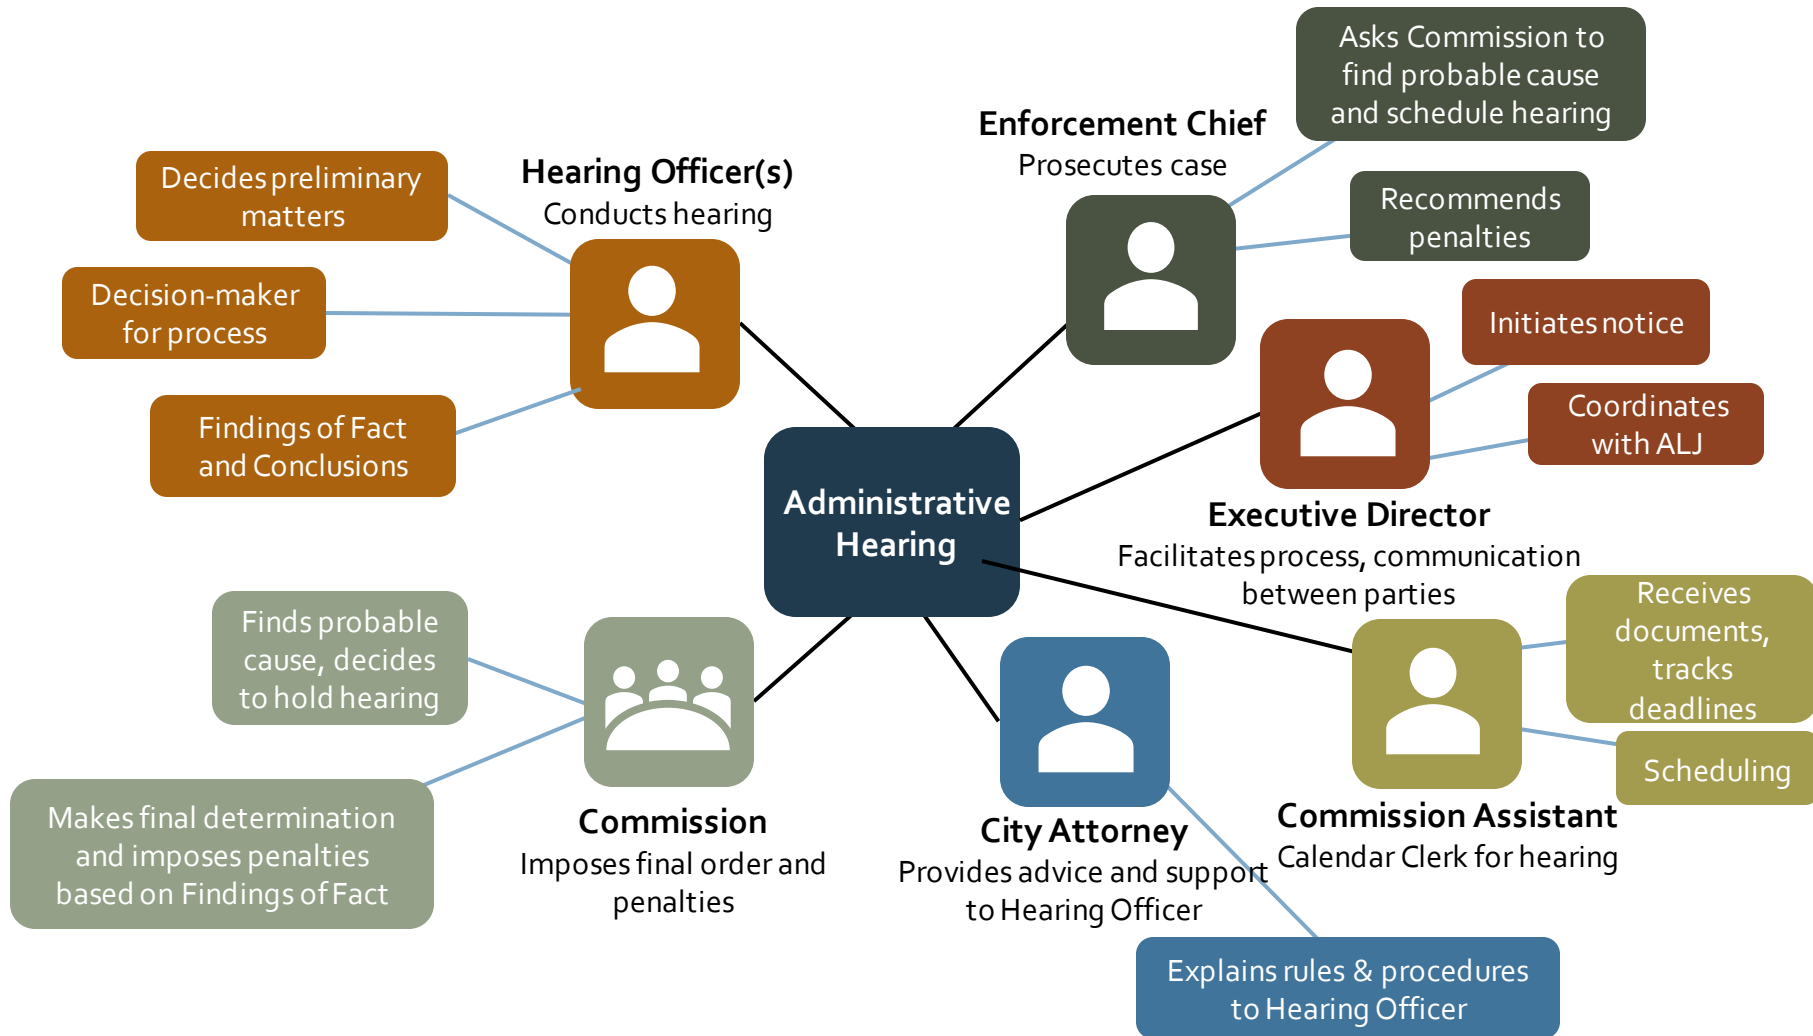 Asks Commission to
find probable cause
and schedule hearing
Enforcement Chief
Prosecutes case
Recommends
penalties
Hearing Officer(s)
Conducts hearing
Decides preliminary
matters
Decision-maker
for process
Findings of Fact
and Conclusions
Initiates notice
Coordinates
with ALJ
Executive Director
Facilitates process, communication
between parties
Administrative
Hearing
Receives
documents,
tracks
deadlines
Scheduling
Commission Assistant
Calendar Clerk for hearing
Finds probable
cause, decides
to hold hearing
Makes final determination
and imposes penalties
based on Findings of Fact
Commission
Imposes final order and
penalties
City Attorney
Provides advice and support
to Hearing Officer
Explains rules & procedures
to Hearing Officer